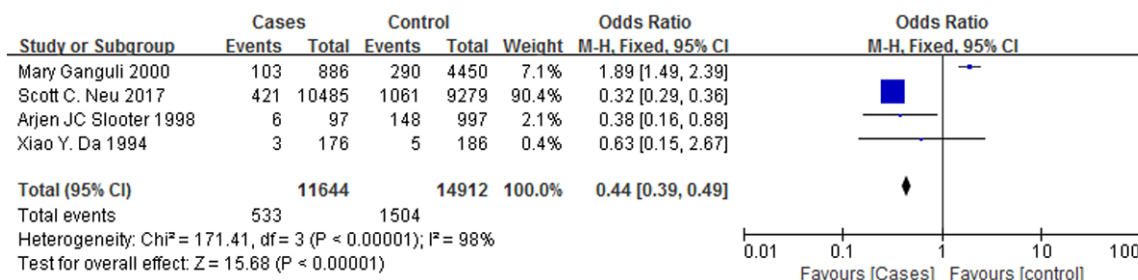 Cases Control Odds Ratio Odds Ratio
Study or Subgroup Events Total Events Total Weight M-H, Fixed, 95% CI M-H, Fixed, 95% CI
Mary Ganguli 2000 103 886 290 4450 7.1% 1.89 [1.49, 2.39]
Scott C. Neu 2017 421 10485 1061 9279 90.4% 0.32 [0.29, 0.36]
Arjen JC Slooter 1998 6 97 148 997 2.1% 0.38 [0.16, 0.88]
Xiao Y. Da 1994 3 176 5 186 0.4% 0.63 [0.15, 2.67]
Total (95% CI) 11644 14912 100.0% 0.44 [0.39, 0.49]
Total events 533 1504
Heterogeneity: Chi² = 171.41, df = 3 (P < 0.00001); I² = 98%
Test for overall effect: Z = 15.68 (P < 0.00001)
0.01 0.1 1 10 100
Favours [Cases] Favours [control]